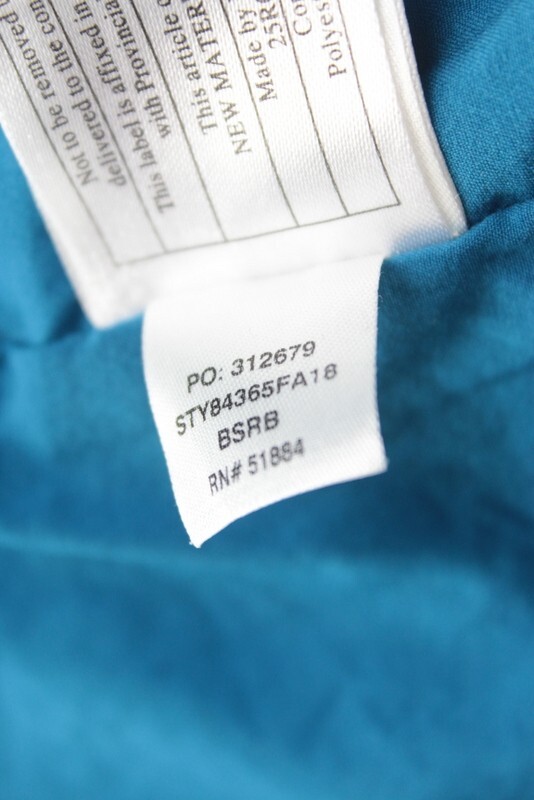 Not to be removed
delivered to the con
This label is affixed in
with Provincia
This article
NEW MATER
Made by
25R
Co
Polyes
PO: 312679
STY84365FA18
BSRB
RN# 51884